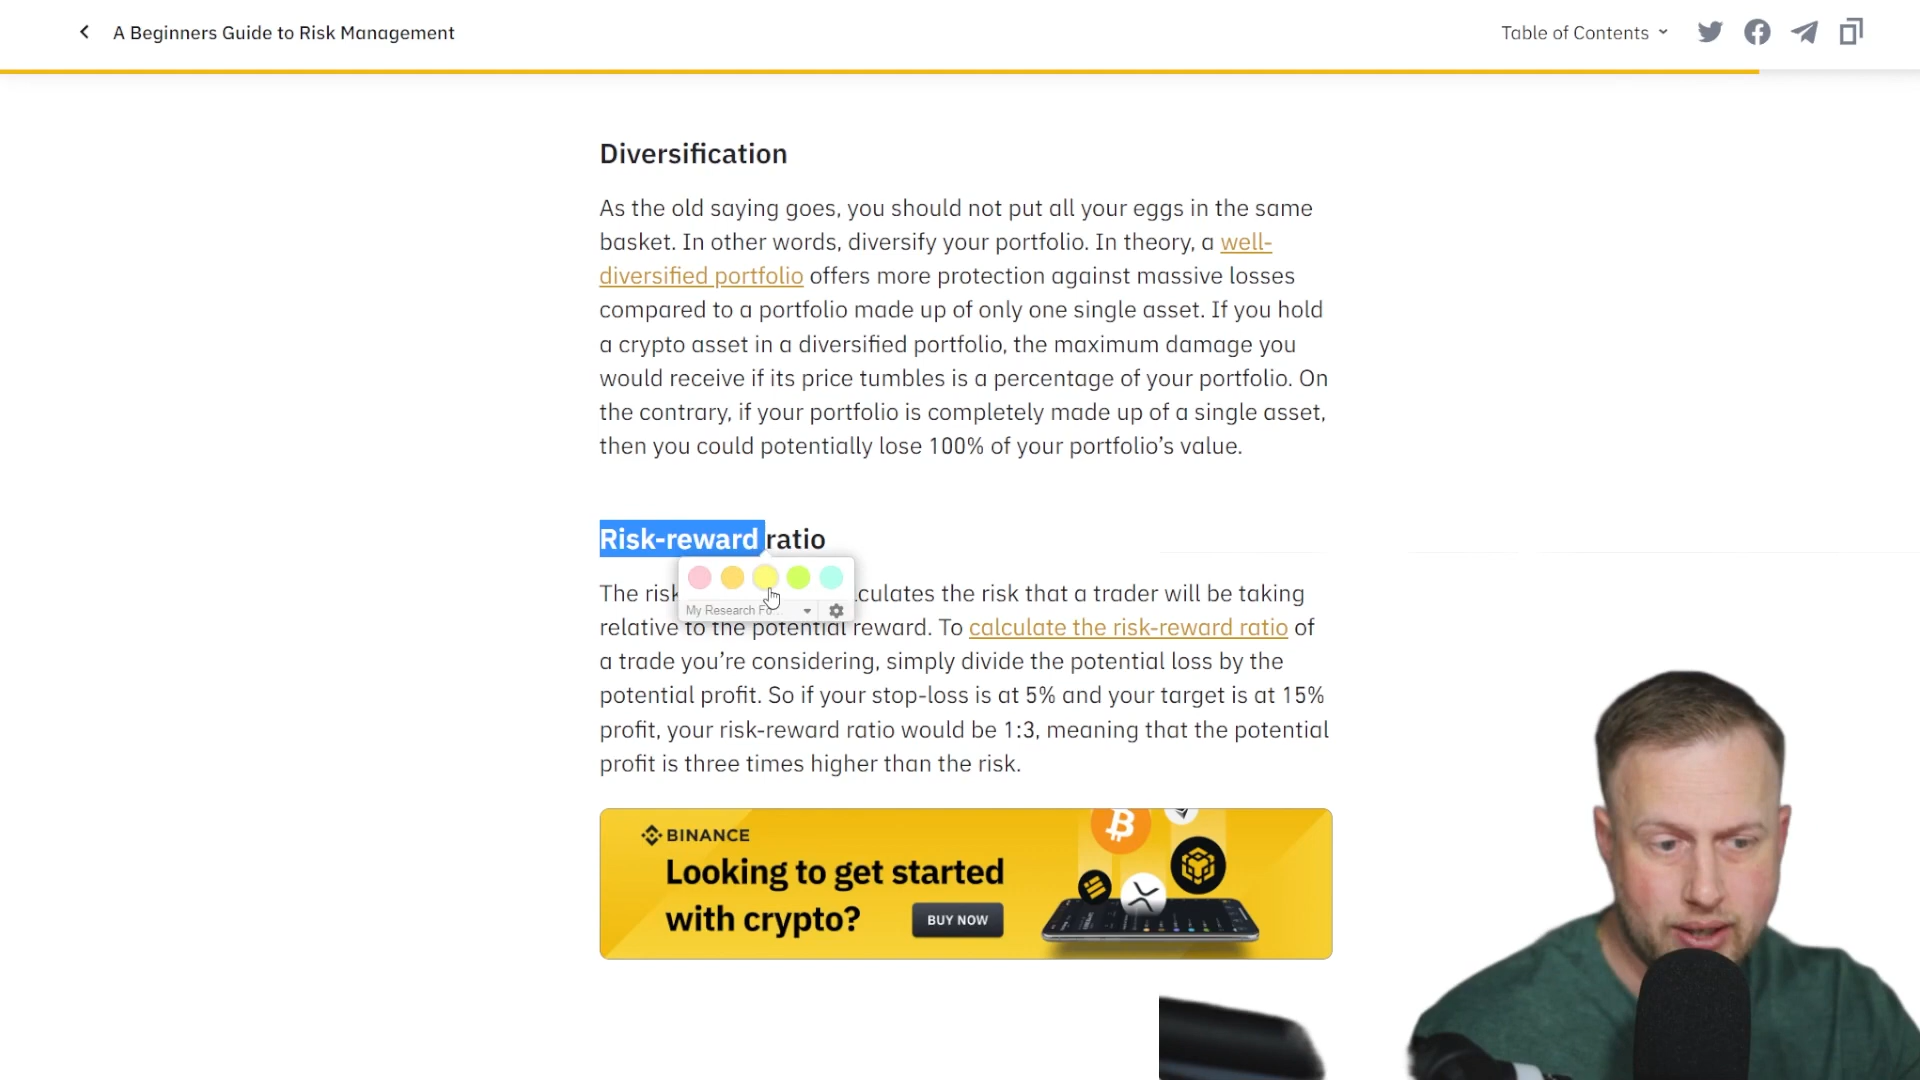 A Beginners Guide to Risk Management
Table of Contents
Diversification
As the old saying goes, you should not put all your eggs in the same
basket. In other words, diversify your portfolio. In theory, a well-
diversified portfolio offers more protection against massive losses
compared to a portfolio made up of only one single asset. If you hold
a crypto asset in a diversified portfolio, the maximum damage you
would receive if its price tumbles is a percentage of your portfolio. On
the contrary, if your portfolio is completely made up of a single asset,
then you could potentially lose 100% of your portfolio's value.
Risk-reward ratio
The risk culates the risk that a trader will be taking
My Research Fo...
relative to the potential reward. To calculate the risk-reward ratio of
a trade you're considering, simply divide the potential loss by the
potential profit. So if your stop-loss is at 5% and your target is at 15%
profit, your risk-reward ratio would be 1:3, meaning that the potential
profit is three times higher than the risk.
BINANCE
Looking to get started
with crypto?
BUY NOW